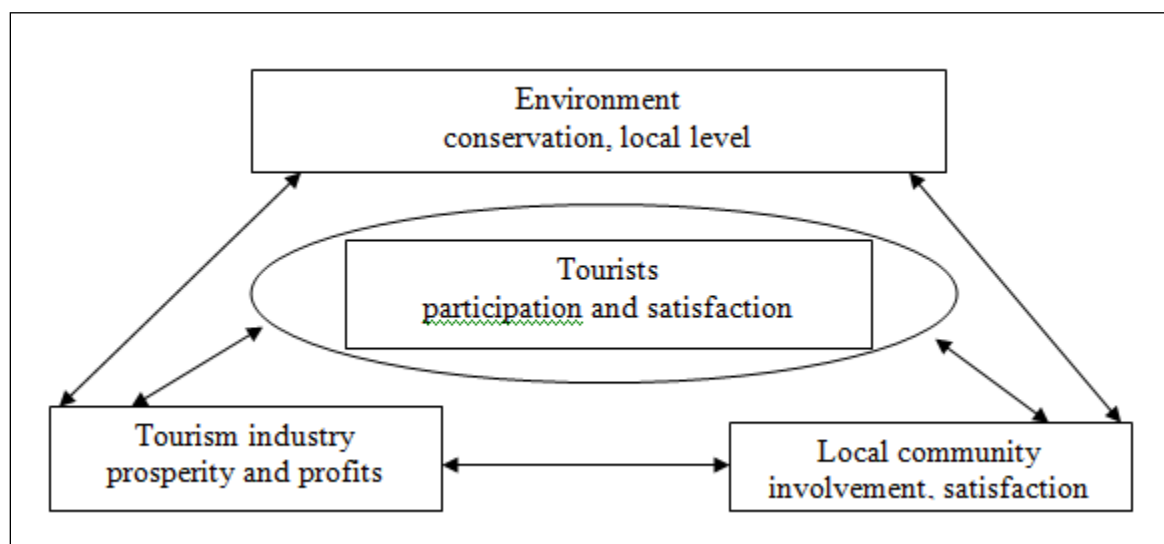 Environment
conservation, local level
Tourists
participation and satisfaction
Tourism industry
prosperity and profits
Local community
involvement, satisfaction